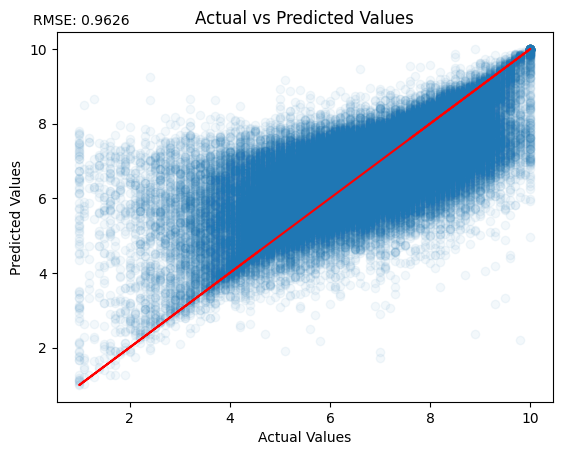 RMSE: 0.9626
Actual vs Predicted Values
10
8
6
4
2
Predicted Values
2 4 6 8 10
Actual Values